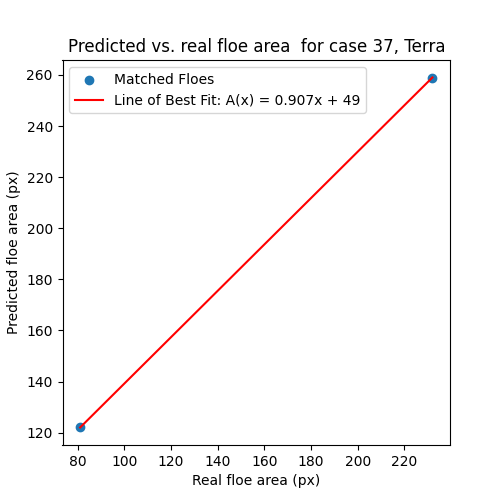 Predicted vs. real floe area  for case 37, Terra
Matched Floes
Line of Best Fit: A(x) = 0.907x + 49
260
240
220
200
180
160
140
120
Predicted floe area (px)
80 100 120 140 160 180 200 220
Real floe area (px)